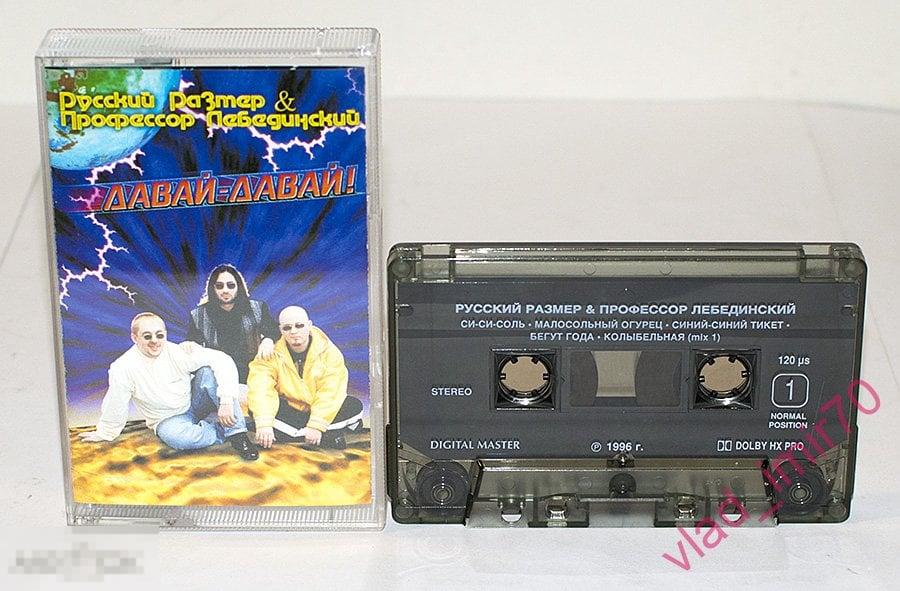 Русский Размер &
Профессор Лебединский
ДАВАЙ-ДАВАЙ!
РУССКИЙ РАЗМЕР & ПРОФЕССОР ЛЕБЕДИНСКИЙ
СИ-СИ-СОЛЬ • МАЛОСОЛЬНЫЙ ОГУРЕЦ • СИНИЙ-СИНИЙ ТИКЕТ •
БЕГУТ ГОДА • КОЛЫБЕЛЬНАЯ (mix 1)
120 µs
STEREO
1
NORMAL
POSITION
DIGITAL MASTER
℗ 1996 г.
DOLBY HX PRO
vlad_imir70